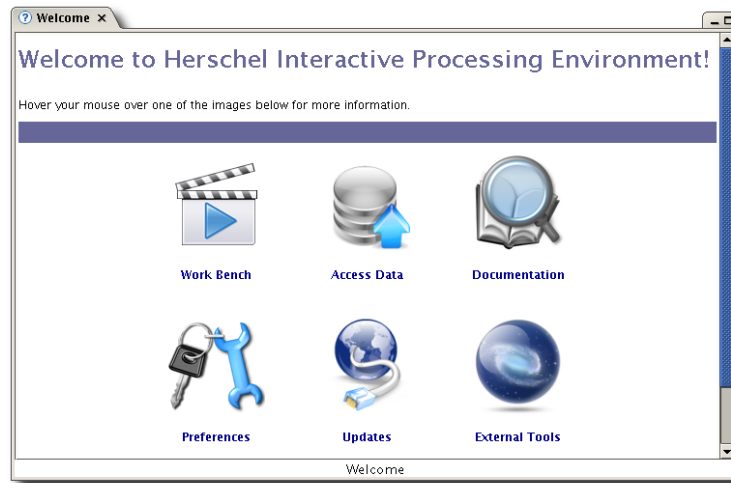 Welcome
Welcome to Herschel Interactive Processing Environment!
Hover your mouse over one of the images below for more information.
Work Bench Access Data Documentation
Preferences Updates External Tools
Welcome